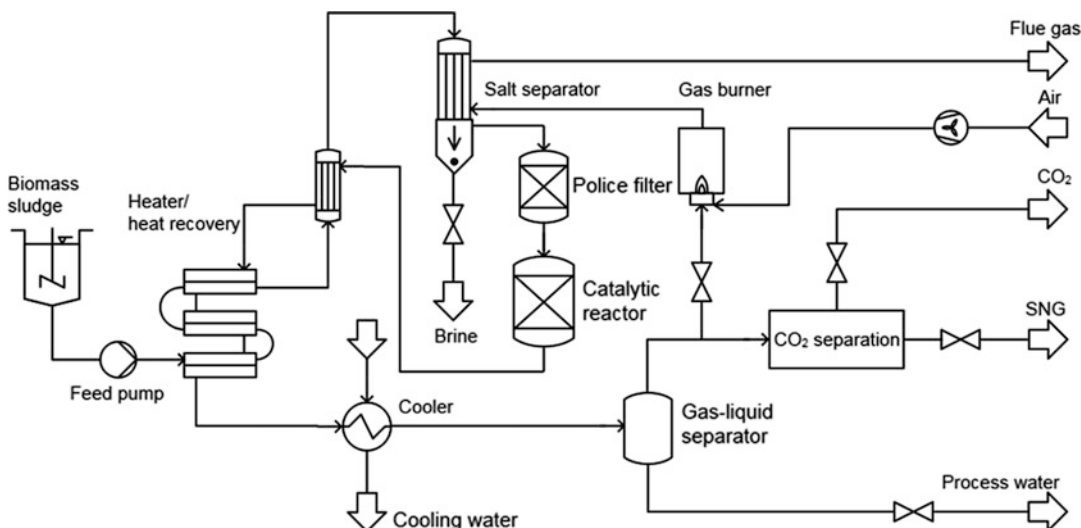 Flue gas
Salt separator
Gas burner
Air
CO₂
Biomass
sludge
Heater/
heat recovery
Police filter
Catalytic
reactor
Brine
SNG
CO₂ separation
Feed pump
Cooler
Gas-liquid
separator
Process water
Cooling water